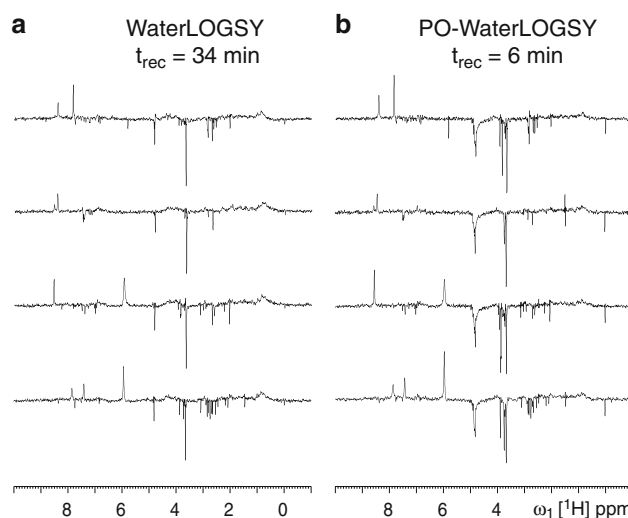 a WaterLOGSY b PO-WaterLOGSY
t_rec = 34 min t_rec = 6 min
8 6 4 2 0 8 6 4 ω₁ [¹H] ppm